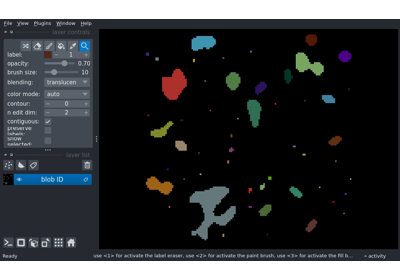 File View Plugins Window Help
layer controls
label: 1
opacity: 0.70
brush size: 10
blending: translucen
color mode: auto
contour: 0
n edit dim: 2
contiguous:
preserve labels:
show selected:
layer list
blob ID
Ready
use <1> for activate the label eraser, use <2> for activate the paint brush, use <3> for activate the fill b...
activity